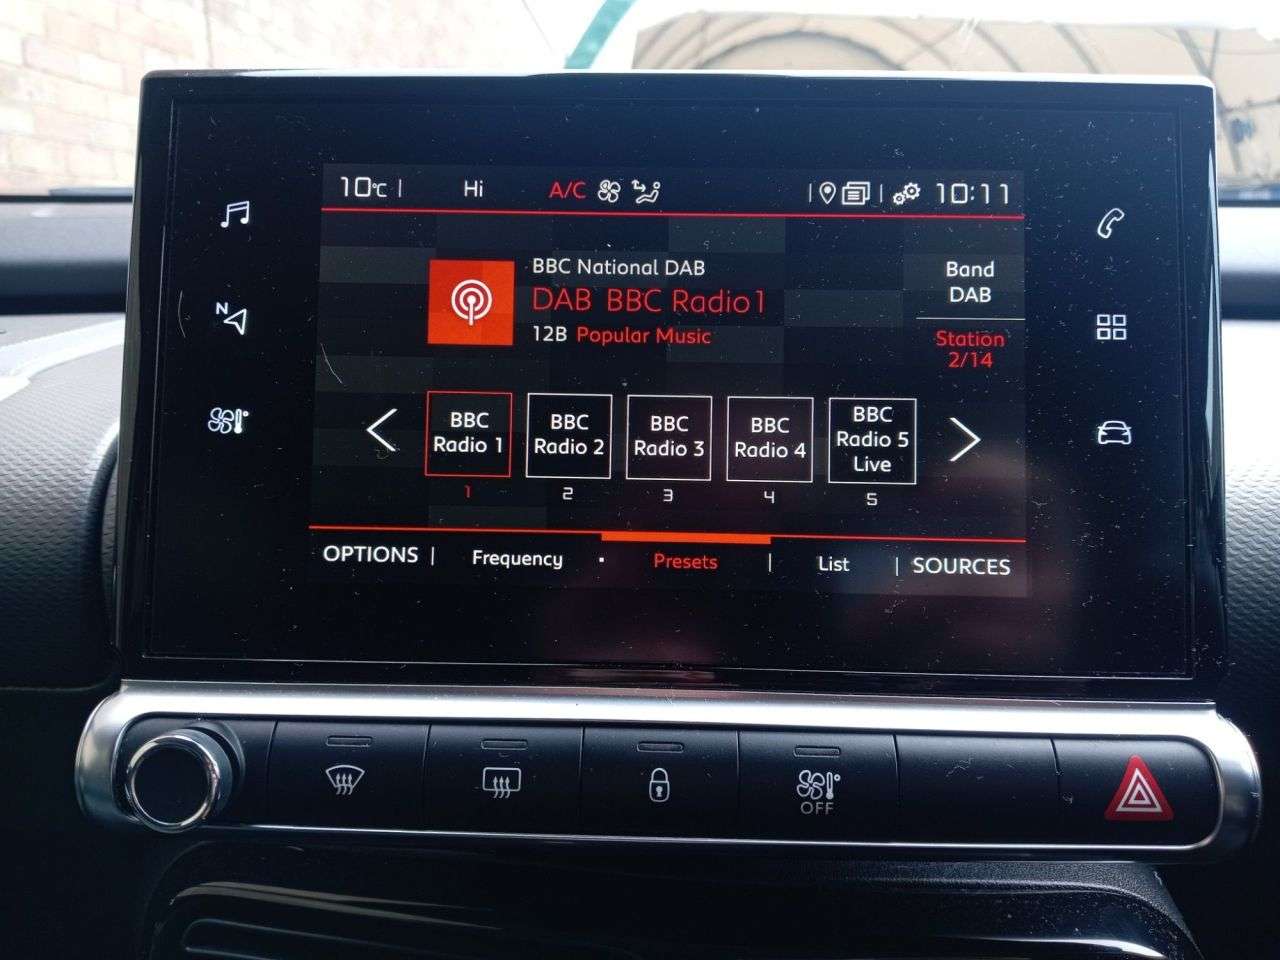 10°C | Hi A/C 10:11
BBC National DAB
DAB BBC Radio1
12B Popular Music
Band
DAB
Station
2/14
N
BBC
Radio 1
BBC
Radio 2
BBC
Radio 3
BBC
Radio 4
BBC
Radio 5
Live
1 2 3 4 5
OPTIONS | Frequency · Presets | List | SOURCES
OFF